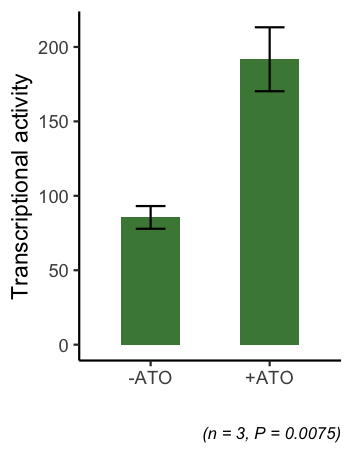 Transcriptional activity
200
150
100
50
0
-ATO
+ATO
(n = 3, P = 0.0075)